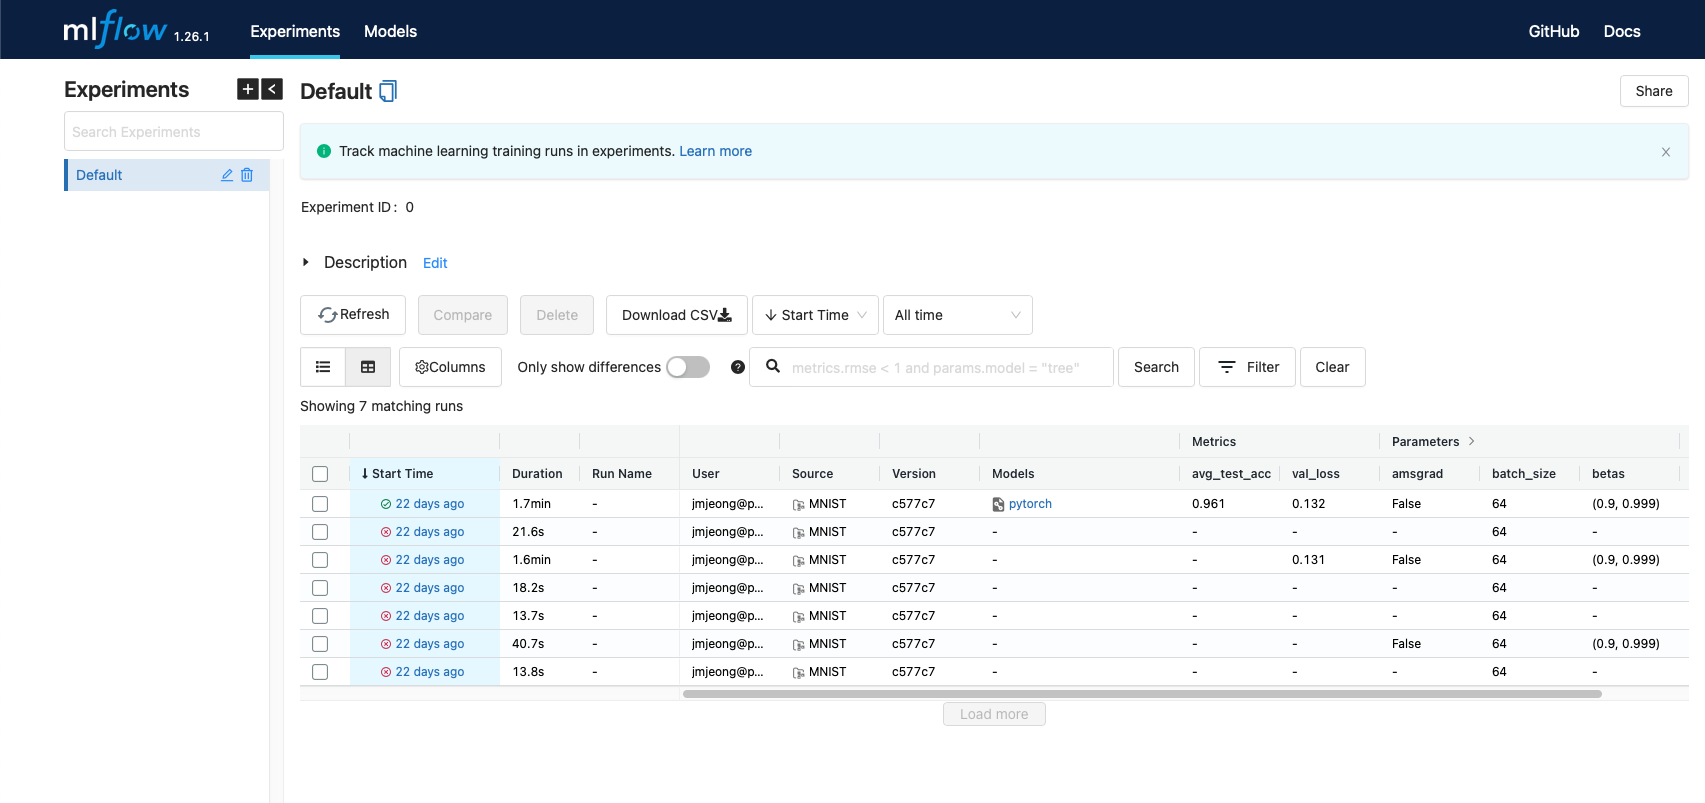 mlflow 1.26.1 Experiments Models GitHub Docs
Experiments
Search Experiments
Default
Default
Share
Track machine learning training runs in experiments. Learn more
Experiment ID: 0
Description Edit
Refresh Compare Delete Download CSV Start Time All time
Columns Only show differences metrics.rmse < 1 and params.model = "tree" Search Filter Clear
Showing 7 matching runs
Metrics Parameters
Start Time Duration Run Name User Source Version Models avg_test_acc val_loss amsgrad batch_size betas
22 days ago 1.7min - jmjeong@p... MNIST c577c7 pytorch 0.961 0.132 False 64 (0.9, 0.999)
22 days ago 21.6s - jmjeong@p... MNIST c577c7 - - - - 64 -
22 days ago 1.6min - jmjeong@p... MNIST c577c7 - - 0.131 False 64 (0.9, 0.999)
22 days ago 18.2s - jmjeong@p... MNIST c577c7 - - - - 64 -
22 days ago 13.7s - jmjeong@p... MNIST c577c7 - - - - 64 -
22 days ago 40.7s - jmjeong@p... MNIST c577c7 - - - False 64 (0.9, 0.999)
22 days ago 13.8s - jmjeong@p... MNIST c577c7 - - - - 64 -
Load more